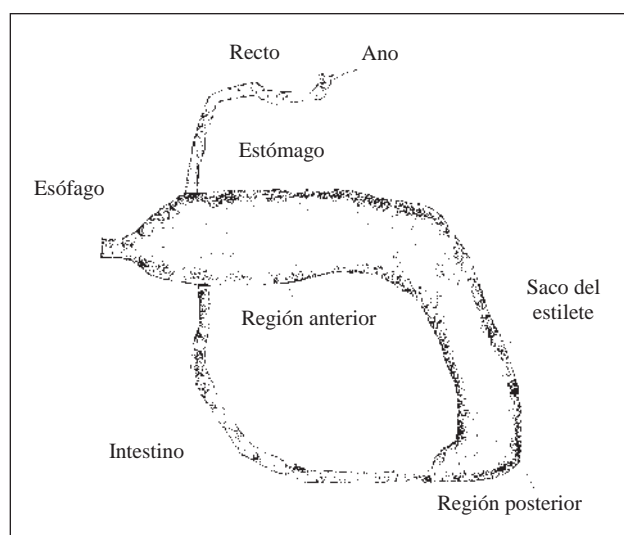 Recto
Ano
Estómago
Esófago
Saco del
estilete
Región anterior
Intestino
Región posterior